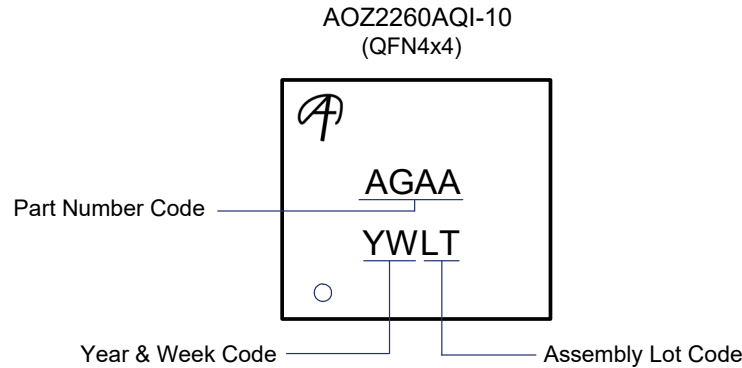 AOZ2260AQI-10
(QFN4x4)
AGAA
Part Number Code
YWLT
Year & Week Code
Assembly Lot Code